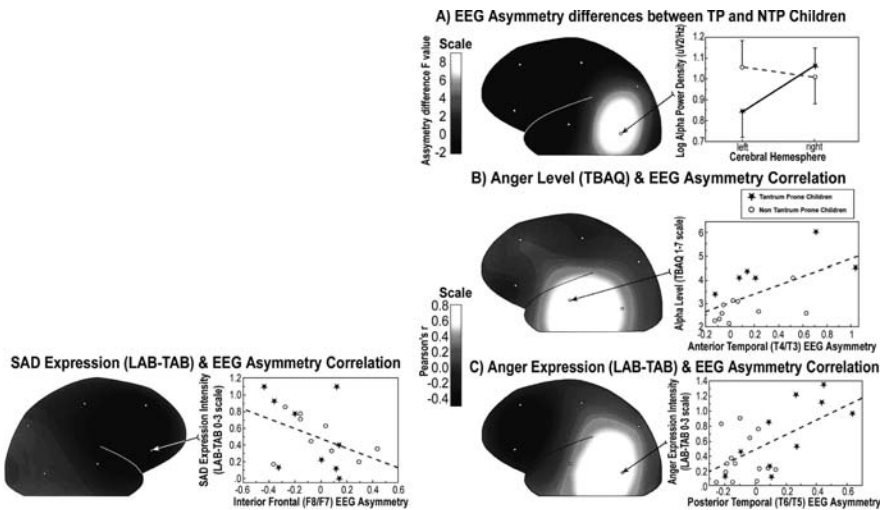 A) EEG Asymmetry differences between TP and NTP Children
Scale
Assymetry difference F value
8
6
4
2
0
-2
Log Alpha Power Density (uV2/Hz)
1.2
1.1
1.0
0.9
0.8
0.7
left
right
Cerebral Hemisphere
B) Anger Level (TBAQ) & EEG Asymmetry Correlation
Tantrum Prone Children
Non Tantrum Prone Children
Alpha Level (TBAQ 1-7 scale)
6
5
4
3
2
-0.2
0
0.2
0.4
0.6
0.8
1
Anterior Temporal (T4/T3) EEG Asymmetry
Scale
Pearson's r
0.8
0.6
0.4
0.2
0.0
-0.2
-0.4
SAD Expression (LAB-TAB) & EEG Asymmetry Correlation
SAD Expression Intensity
(LAB-TAB 0-3 scale)
1.2
1.0
0.8
0.6
0.4
0.2
0.0
-0.6
-0.4
-0.2
0
0.2
0.4
0.6
Interior Frontal (F8/F7) EEG Asymmetry
C) Anger Expression (LAB-TAB) & EEG Asymmetry Correlation
Anger Expression Intensity
(LAB-TAB 0-3 scale)
1.4
1.2
1.0
0.8
0.6
0.4
0.2
0.0
-0.2
0
0.2
0.4
0.6
Posterior Temporal (T6/T5) EEG Asymmetry